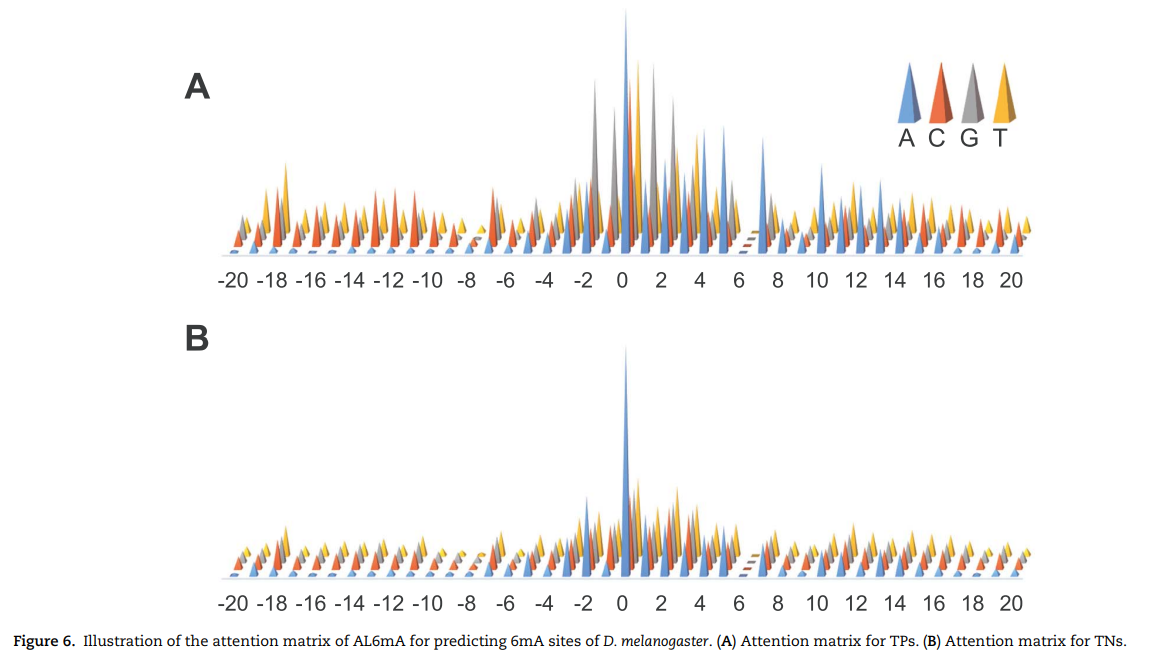 A
A C G T
-20 -18 -16 -14 -12 -10 -8 -6 -4 -2 0 2 4 6 8 10 12 14 16 18 20
B
-20 -18 -16 -14 -12 -10 -8 -6 -4 -2 0 2 4 6 8 10 12 14 16 18 20
Figure 6. Illustration of the attention matrix of AL6mA for predicting 6mA sites of D. melanogaster. (A) Attention matrix for TPs. (B) Attention matrix for TNs.